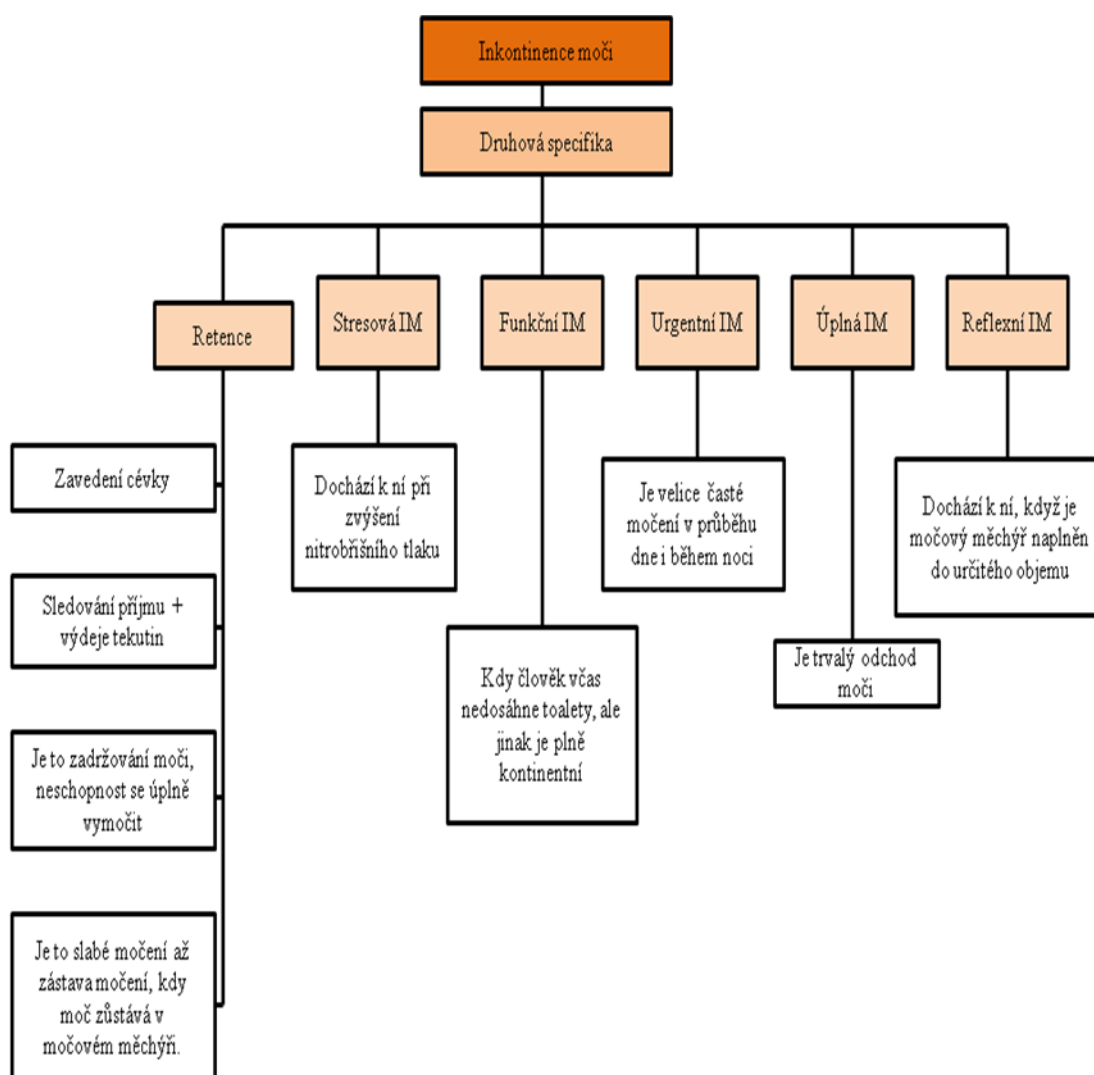 Inkontinence moči
Druhová specifika
Retence
Stresová IM
Funkční IM
Urgentní IM
Úplná IM
Reflexní IM
Zavedení cévky
Sledování příjmu +
výdeje tekutin
Je to zadržování moči,
neschopnost se úplně
vymočit
Je to slabé močení až
zástava močení, kdy
moč zůstává v
močovém měchýři.
Dochází k ní při
zvýšení
nitrobřišního tlaku
Kdy člověk včas
nedosáhne toalety, ale
jinak je plně
kontinentní
Je velice časté
močení v průběhu
dne i během noci
Je trvalý odchod
moči
Dochází k ní, když je
močový měchýř naplněn
do určitého objemu